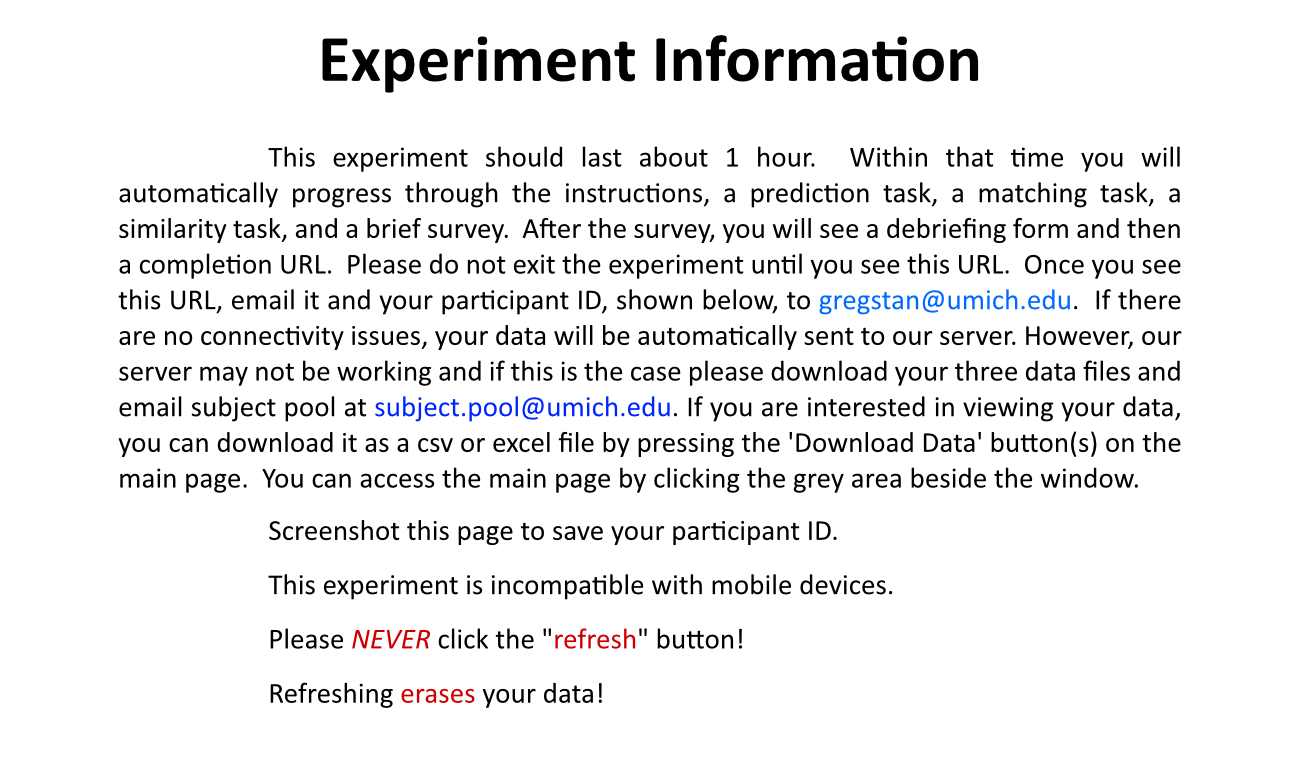 Experiment Information
This experiment should last about 1 hour.  Within that time you will
automatically progress through the instructions, a prediction task, a matching task, a
similarity task, and a brief survey.  After the survey, you will see a debriefing form and then
a completion URL.  Please do not exit the experiment until you see this URL.  Once you see
this URL, email it and your participant ID, shown below, to gregstan@umich.edu.  If there
are no connectivity issues, your data will be automatically sent to our server. However, our
server may not be working and if this is the case please download your three data files and
email subject pool at subject.pool@umich.edu. If you are interested in viewing your data,
you can download it as a csv or excel file by pressing the 'Download Data' button(s) on the
main page.  You can access the main page by clicking the grey area beside the window.
Screenshot this page to save your participant ID.
This experiment is incompatible with mobile devices.
Please NEVER click the "refresh" button!
Refreshing erases your data!